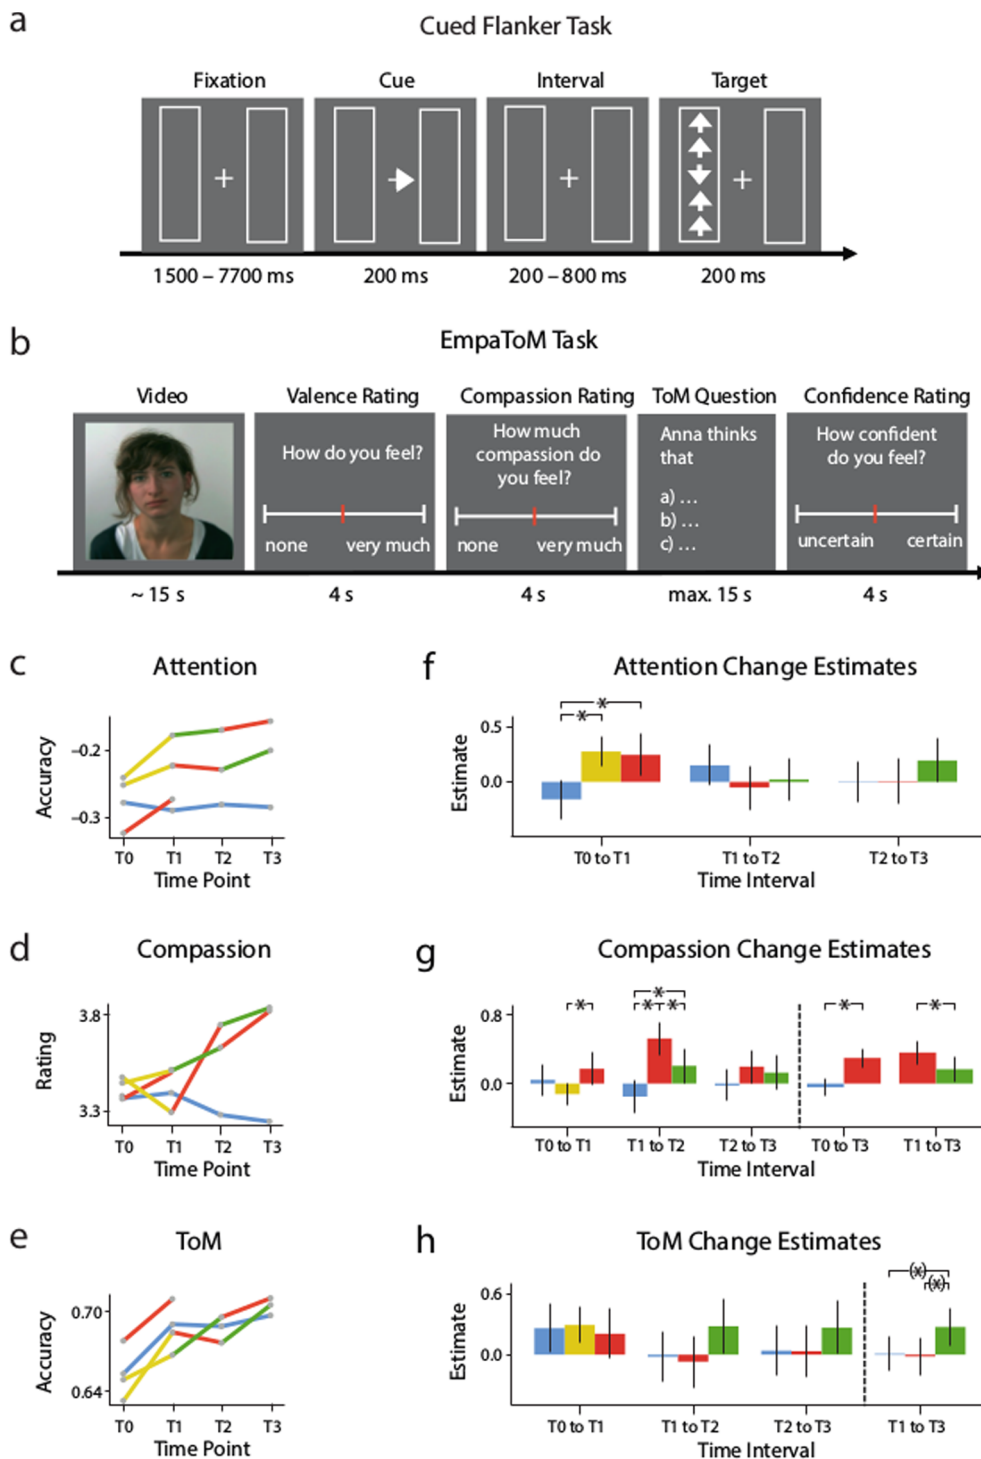 a
Cued Flanker Task
Fixation Cue Interval Target
1500 – 7700 ms 200 ms 200 – 800 ms 200 ms
b
EmpaToM Task
Video Valence Rating Compassion Rating ToM Question Confidence Rating
How do you feel?
none very much
How much
compassion do
you feel?
none very much
Anna thinks
that
a) ...
b) ...
c) ...
How confident
do you feel?
uncertain certain
~ 15 s 4 s 4 s max. 15 s 4 s
c
Attention
Accuracy
–0.2
–0.3
T0 T1 T2 T3
Time Point
f
Attention Change Estimates
Estimate
* 
*
0.5
0.0
T0 to T1 T1 to T2 T2 to T3
Time Interval
d
Compassion
Rating
3.8
3.3
T0 T1 T2 T3
Time Point
g
Compassion Change Estimates
Estimate
*
* * * * *
0.8
0.0
T0 to T1 T1 to T2 T2 to T3 T0 to T3 T1 to T3
Time Interval
e
ToM
Accuracy
0.70
0.64
T0 T1 T2 T3
Time Point
h
ToM Change Estimates
Estimate
(*)
(*)
0.6
0.0
T0 to T1 T1 to T2 T2 to T3 T1 to T3
Time Interval